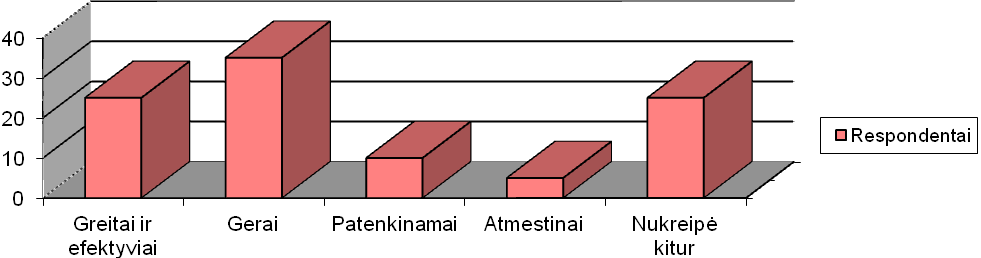 40
30
20
10
0
Greitai ir
efektyviai
Gerai
Patenkinamai
Atmestinai
Nukreipė
kitur
Respondentai